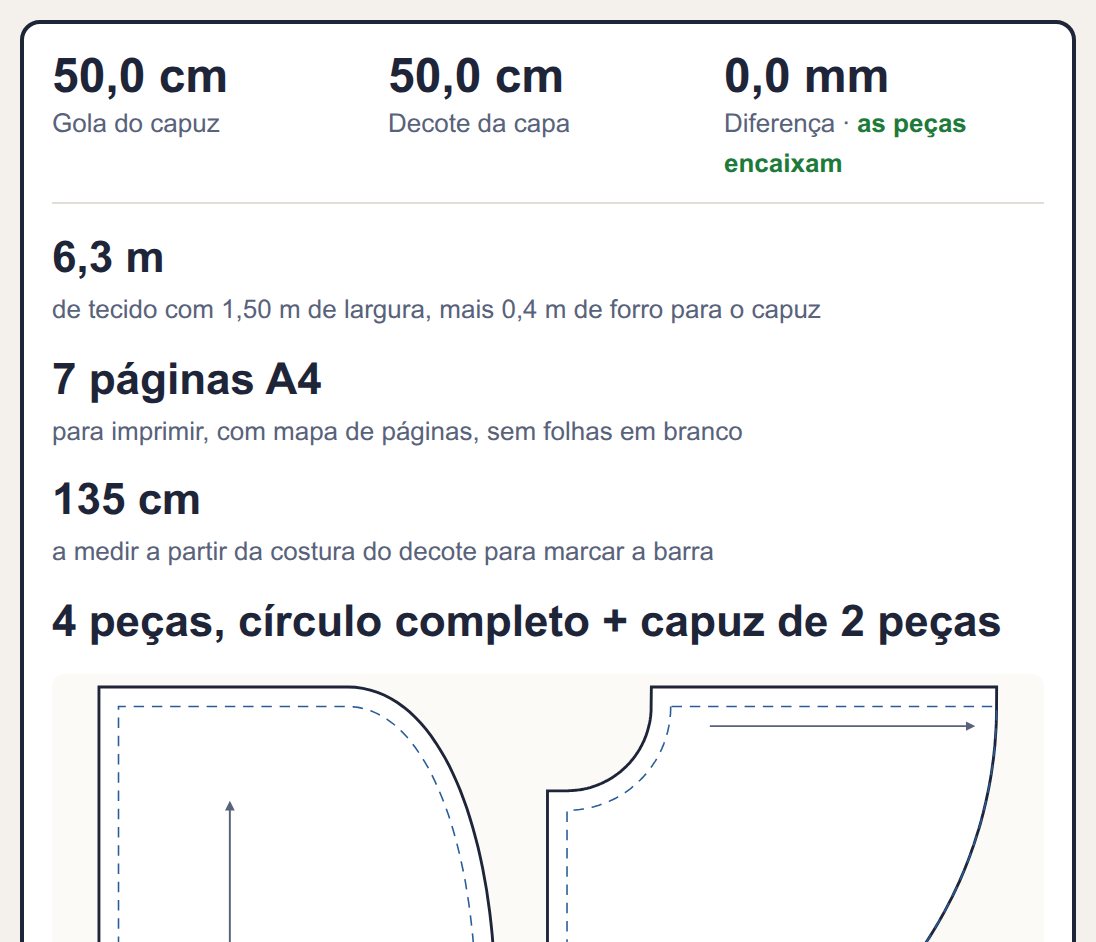 50,0 cm
Gola do capuz
50,0 cm
Decote da capa
0,0 mm
Diferença · as peças
encaixam
6,3 m
de tecido com 1,50 m de largura, mais 0,4 m de forro para o capuz
7 páginas A4
para imprimir, com mapa de páginas, sem folhas em branco
135 cm
a medir a partir da costura do decote para marcar a barra
4 peças, círculo completo + capuz de 2 peças